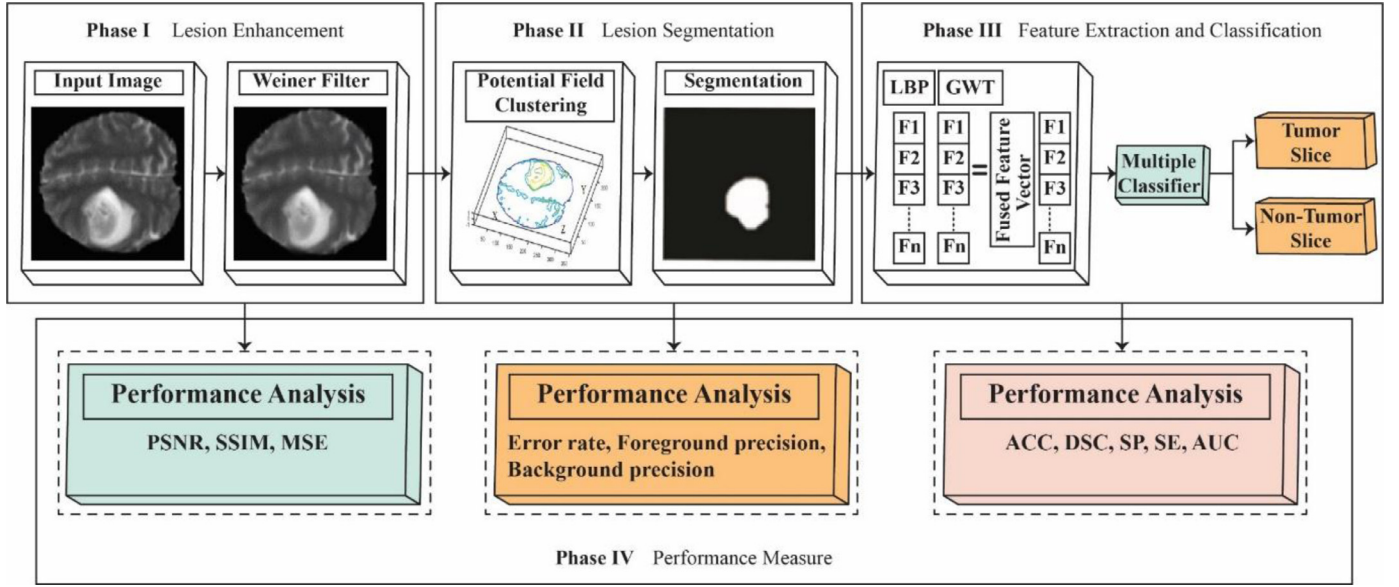 Phase I Lesion Enhancement
Input Image
Weiner Filter
Phase II Lesion Segmentation
Potential Field
Clustering
Y
X
Z
Segmentation
Phase III Feature Extraction and Classification
LBP
GWT
F1
F2
F3
Fn
F1
F2
F3
Fn
=
Fused Feature
Vector
F1
F2
F3
Fn
Multiple
Classifier
Tumor
Slice
Non-Tumor
Slice
Performance Analysis
PSNR, SSIM, MSE
Performance Analysis
Error rate, Foreground precision,
Background precision
Performance Analysis
ACC, DSC, SP, SE, AUC
Phase IV Performance Measure